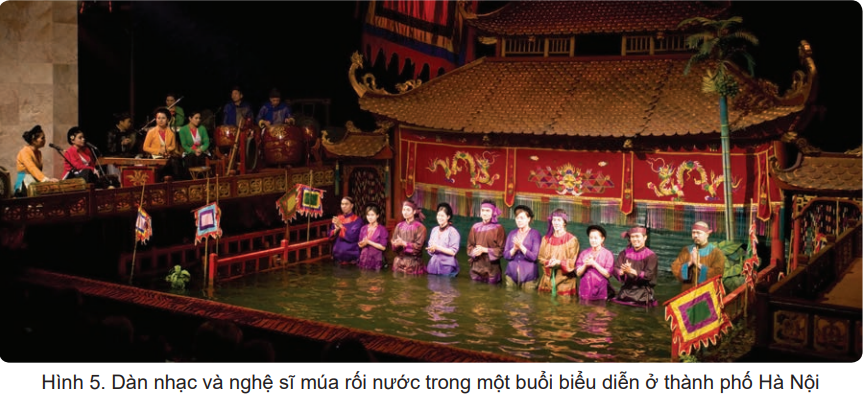 Hình 5. Dàn nhạc và nghệ sĩ múa rối nước trong một buổi biểu diễn ở thành phố Hà Nội